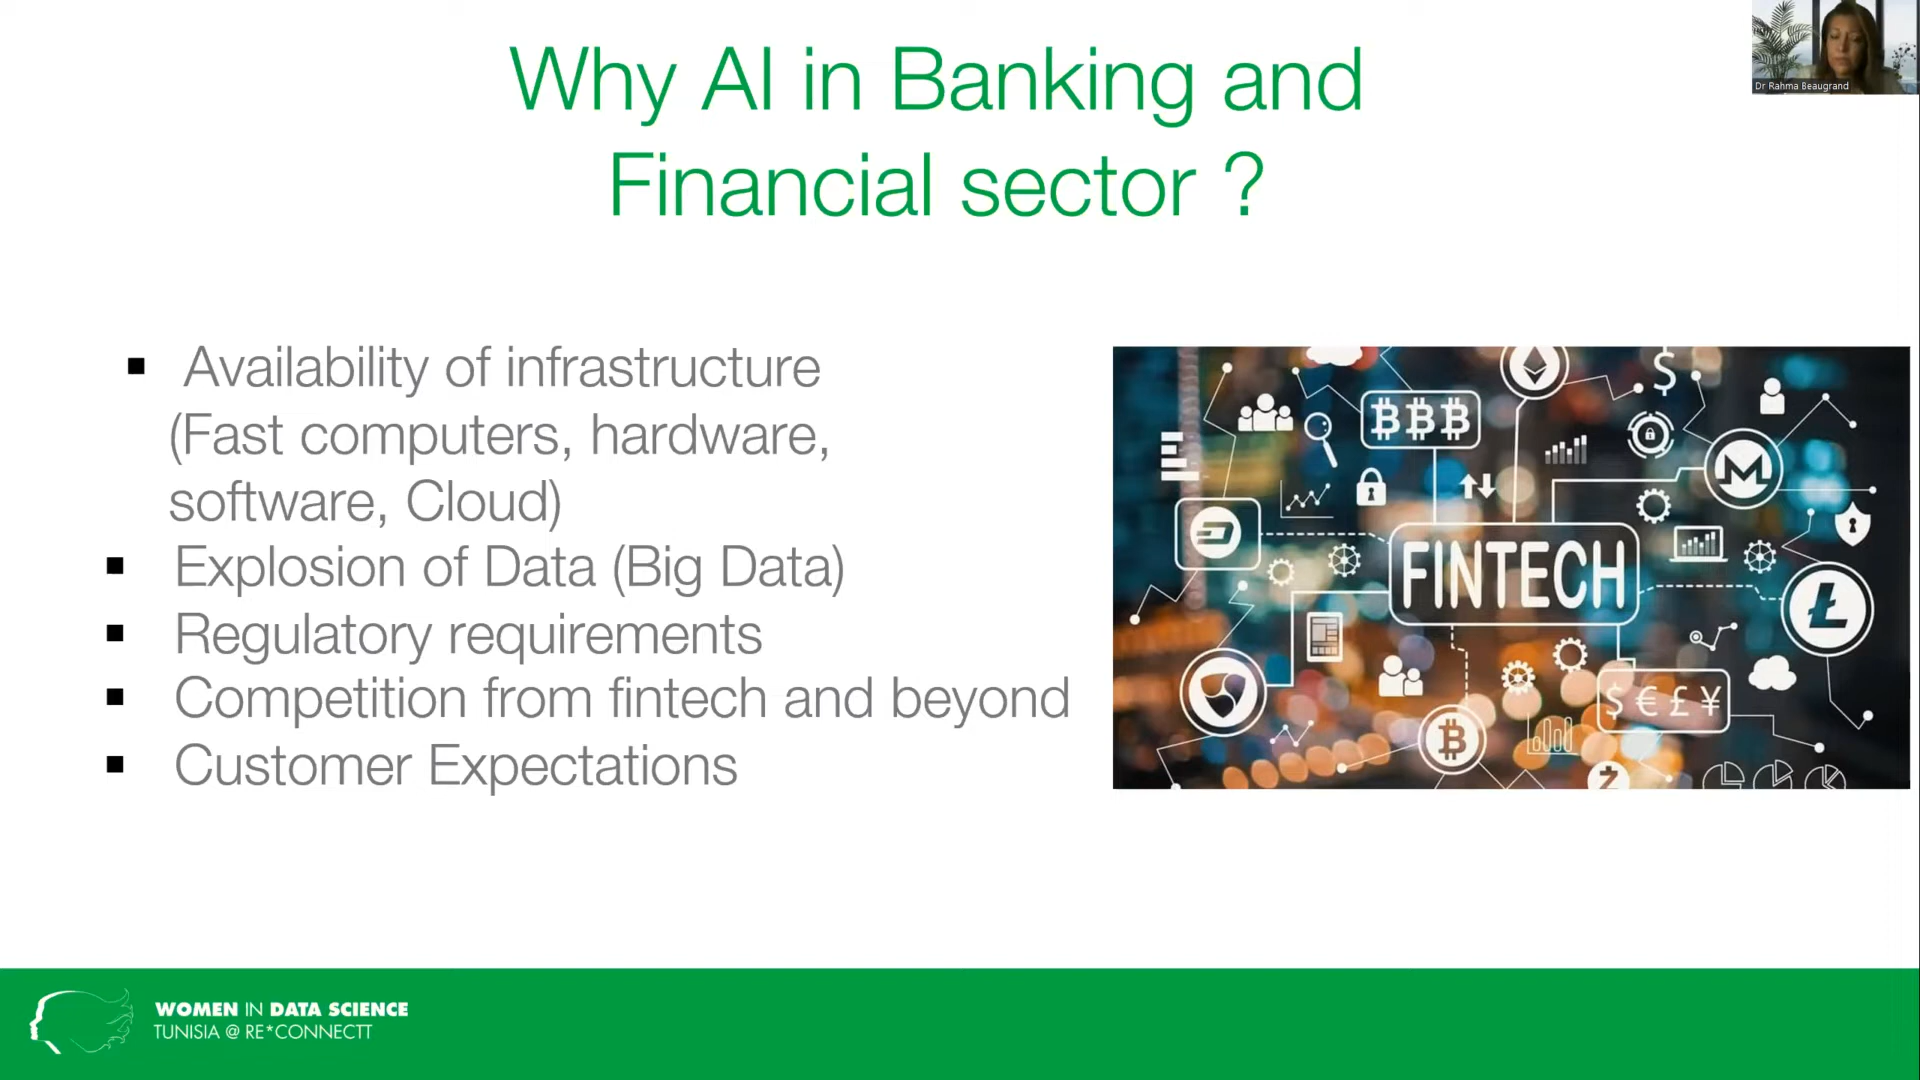 Why AI in Banking and
Financial sector ?
Dr Rahma Beaugrand
▪ Availability of infrastructure
(Fast computers, hardware,
software, Cloud)
▪ Explosion of Data (Big Data)
▪ Regulatory requirements
▪ Competition from fintech and beyond
▪ Customer Expectations
$
FINTECH
$ € £ ¥
WOMEN IN DATA SCIENCE
TUNISIA @ RE*CONNECTT